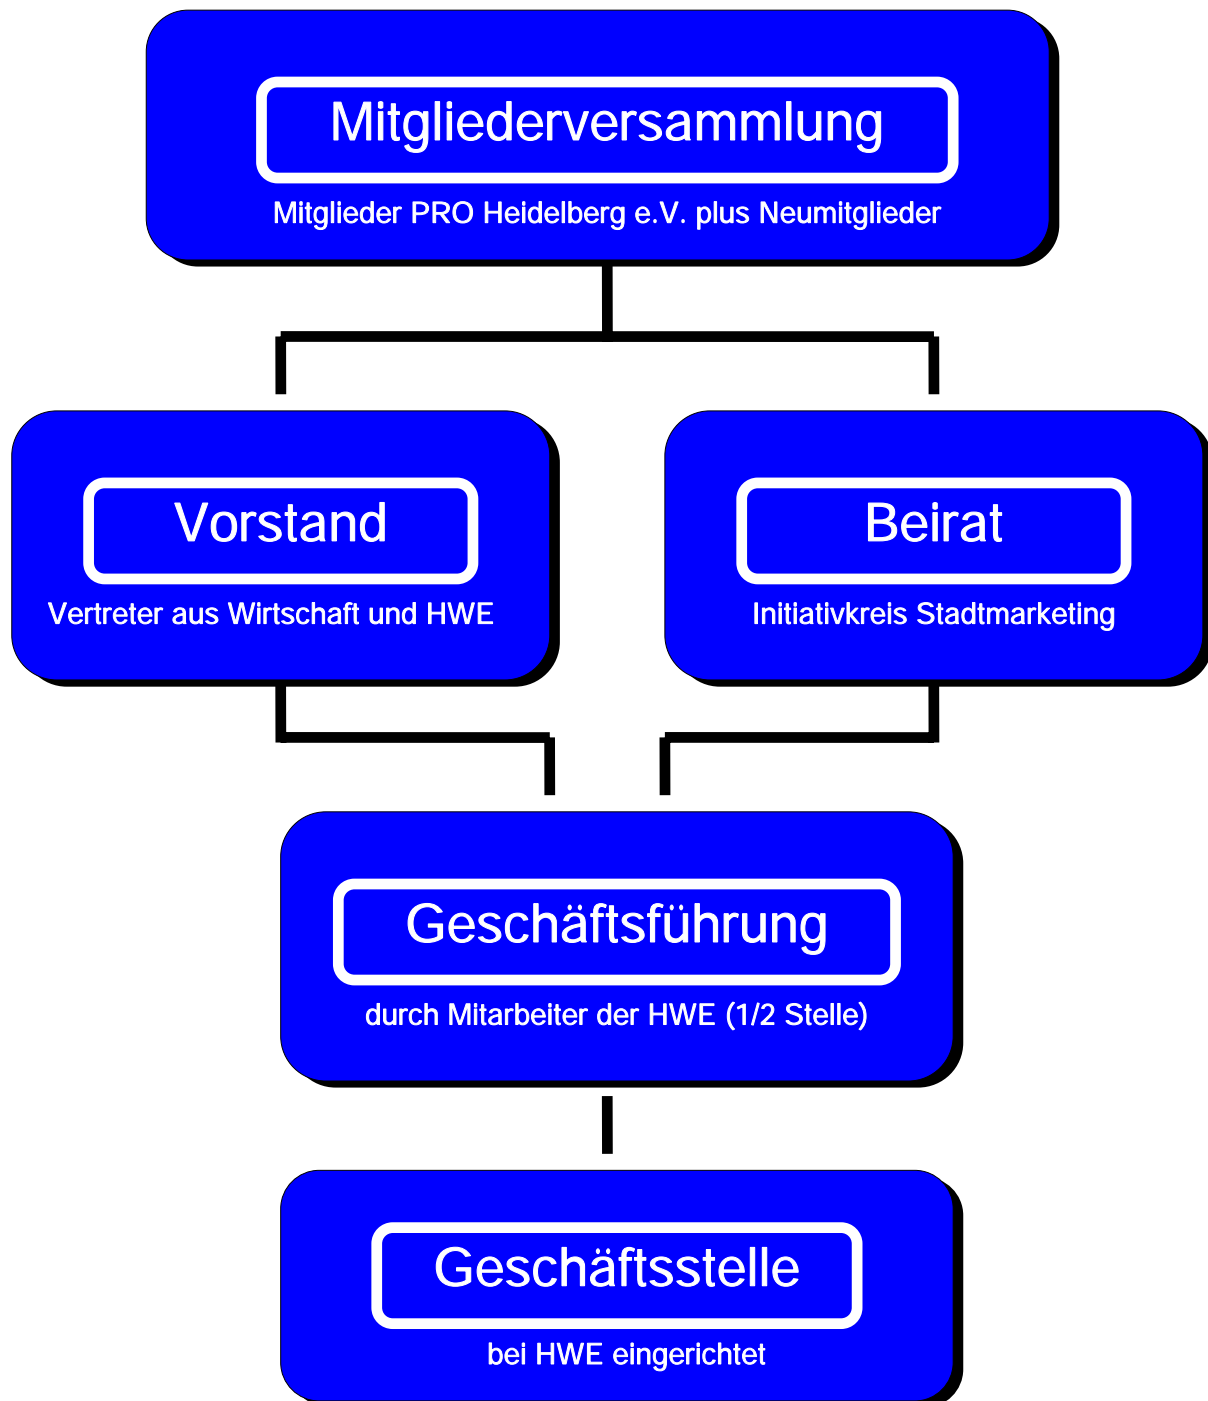 Mitgliederversammlung
Mitglieder PRO Heidelberg e.V. plus Neumitglieder
Vorstand
Vertreter aus Wirtschaft und HWE
Beirat
Initiativkreis Stadtmarketing
Geschäftsführung
durch Mitarbeiter der HWE (1/2 Stelle)
Geschäftsstelle
bei HWE eingerichtet